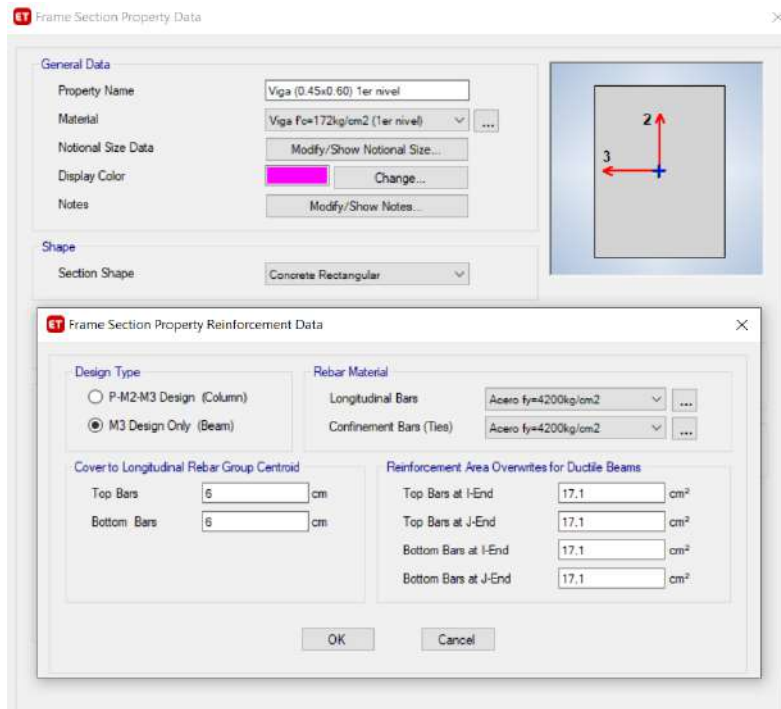 ET Frame Section Property Data
General Data
Property Name Viga (0.45x0.60) 1er nivel
Material Viga f'c=172kg/cm2 (1er nivel) ...
Notional Size Data Modify/Show Notional Size...
Display Color Change...
Notes Modify/Show Notes...
2
3
Shape
Section Shape Concrete Rectangular
ET Frame Section Property Reinforcement Data
Design Type
P-M2-M3 Design (Column)
M3 Design Only (Beam)
Rebar Material
Longitudinal Bars Acero fy=4200kg/cm2 ...
Confinement Bars (Ties) Acero fy=4200kg/cm2 ...
Cover to Longitudinal Rebar Group Centroid
Top Bars 6 cm
Bottom Bars 6 cm
Reinforcement Area Overwrites for Ductile Beams
Top Bars at I-End 17.1 cm²
Top Bars at J-End 17.1 cm²
Bottom Bars at I-End 17.1 cm²
Bottom Bars at J-End 17.1 cm²
OK Cancel